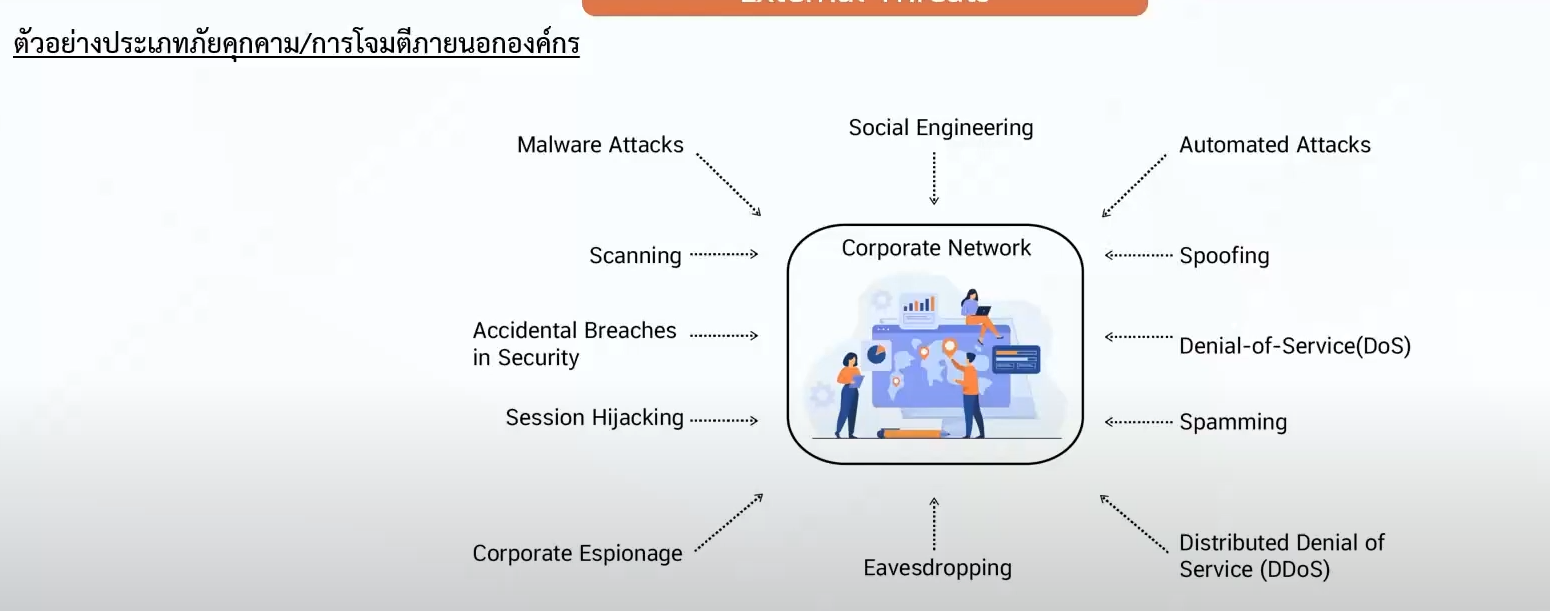 External Threats
ตัวอย่างประเภทภัยคุกคาม/การโจมตีภายนอกองค์กร
Social Engineering
Malware Attacks
Automated Attacks
Corporate Network
Scanning
Spoofing
Accidental Breaches
in Security
Denial-of-Service(DoS)
Session Hijacking
Spamming
Corporate Espionage
Eavesdropping
Distributed Denial of
Service (DDoS)